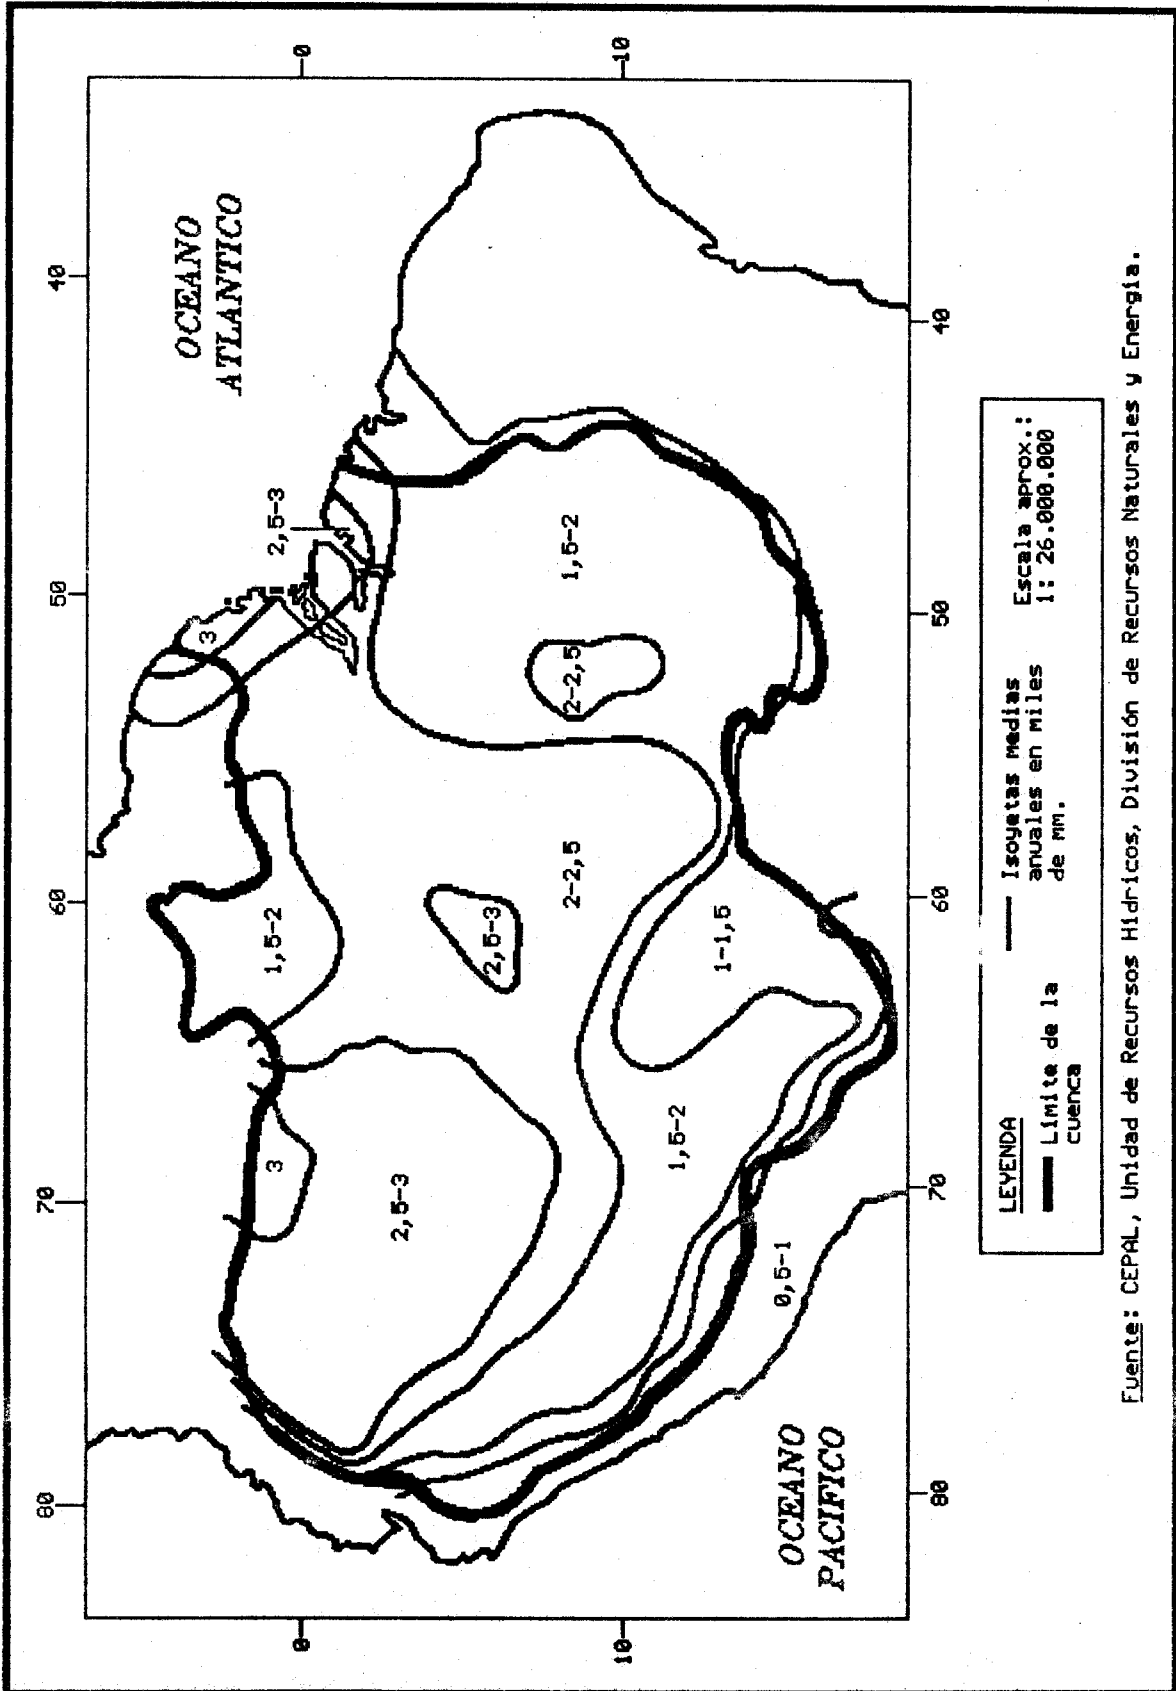 80
70
60
50
40
0
10
0
10
80
70
60
50
40
OCEANO
ATLANTICO
OCEANO
PACIFICO
3
2,5-3
1,5-2
3
2,5-3
2,5-3
2-2,5
2-2,5
1,5-2
1-1,5
1,5-2
0,5-1
LEYENDA
Limite de la
cuenca
Isoyetas medias
anuales en miles
de mm.
Escala aprox.:
1: 26.000.000
Fuente: CEPAL, Unidad de Recursos Hidricos, División de Recursos Naturales y Energia.